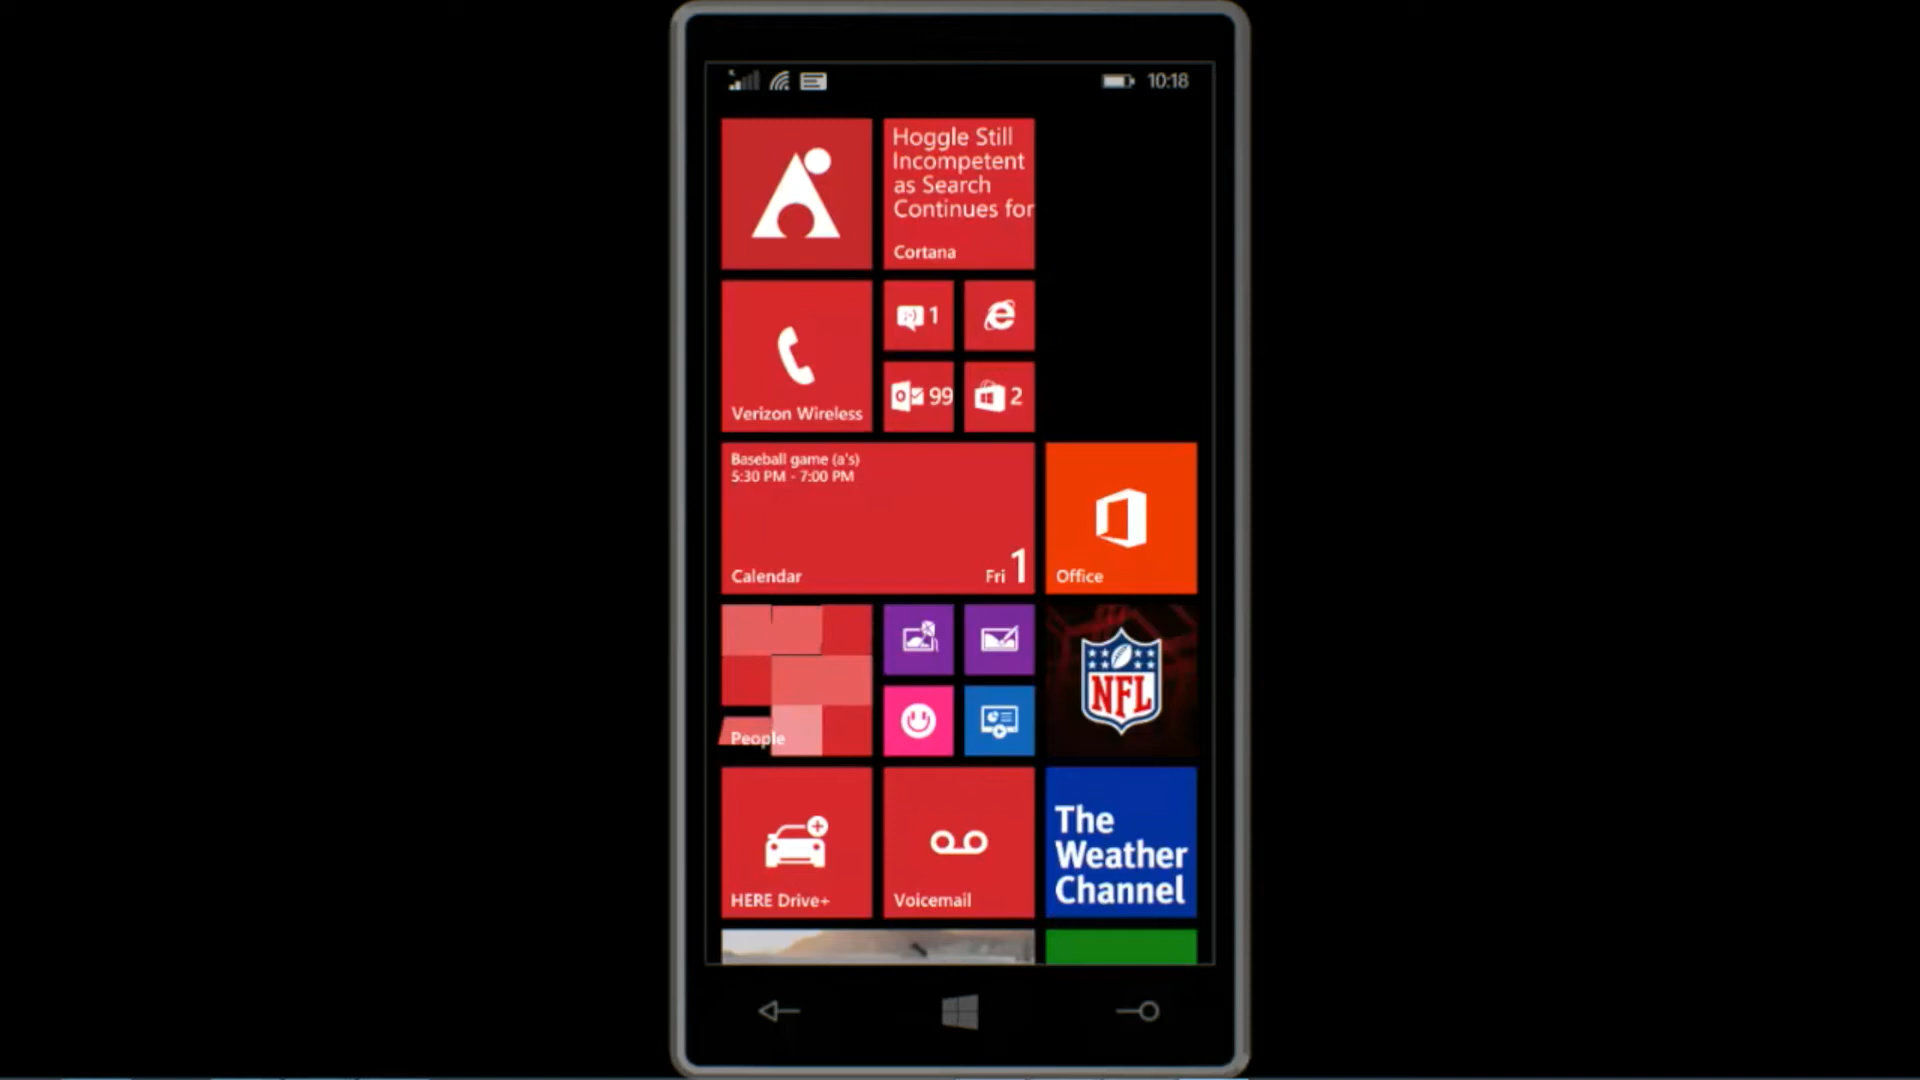 10:18
Hoggle Still
Incompetent
as Search
Continues for
Cortana
1
Verizon Wireless
99
2
Baseball game (a's)
5:30 PM - 7:00 PM
Calendar
Fri 1
Office
People
NFL
HERE Drive+
Voicemail
The
Weather
Channel